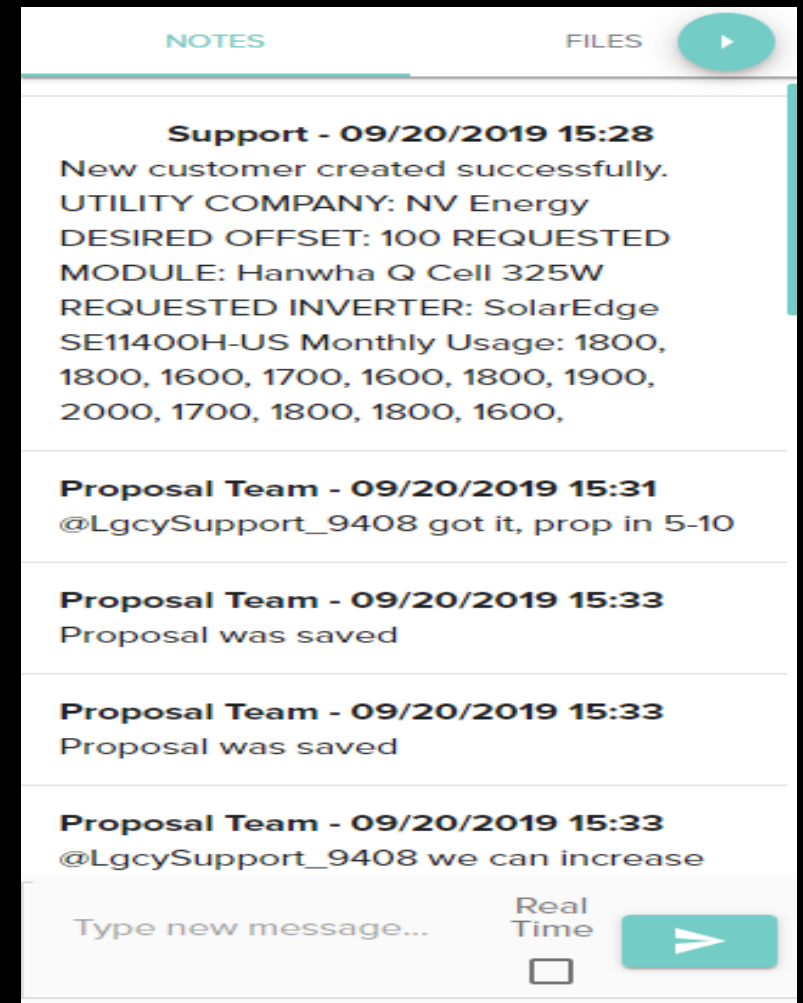 NOTES
FILES
Support - 09/20/2019 15:28
New customer created successfully.
UTILITY COMPANY: NV Energy
DESIRED OFFSET: 100 REQUESTED
MODULE: Hanwha Q Cell 325W
REQUESTED INVERTER: SolarEdge
SE11400H-US Monthly Usage: 1800,
1800, 1600, 1700, 1600, 1800, 1900,
2000, 1700, 1800, 1800, 1600,
Proposal Team - 09/20/2019 15:31
@LgcySupport_9408 got it, prop in 5-10
Proposal Team - 09/20/2019 15:33
Proposal was saved
Proposal Team - 09/20/2019 15:33
Proposal was saved
Proposal Team - 09/20/2019 15:33
@LgcySupport_9408 we can increase
Type new message...
Real
Time